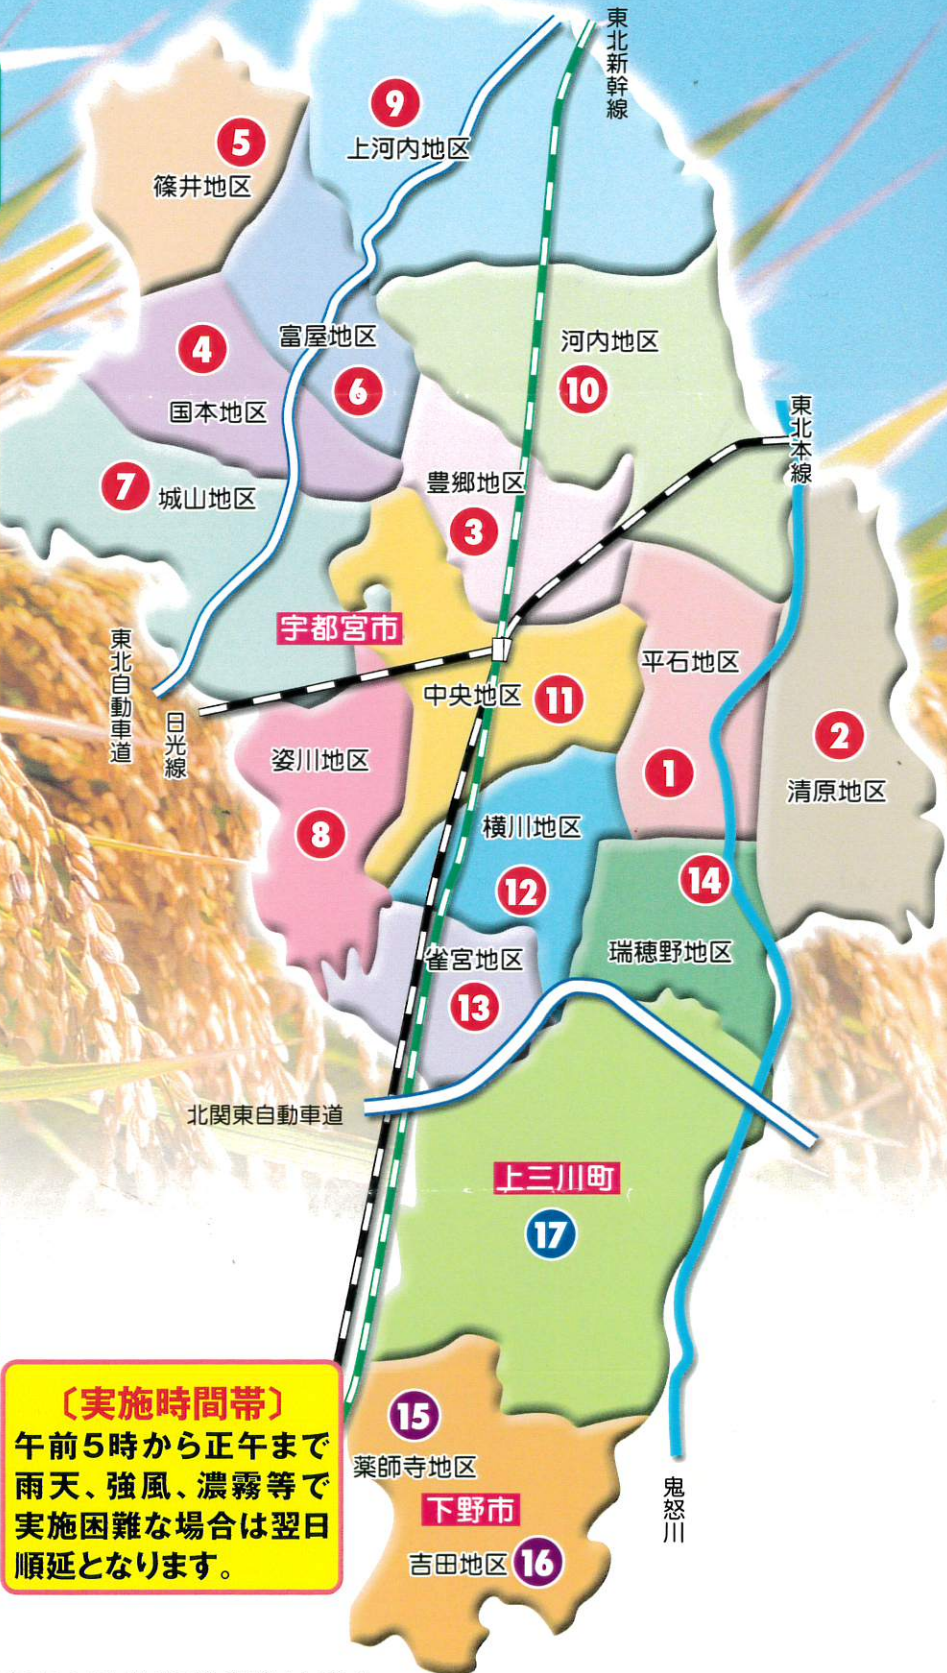 東北新幹線
9
上河内地区
5
篠井地区
富屋地区
6
4
国本地区
河内地区
10
東北本線
7
城山地区
豊郷地区
3
宇都宮市
東北自動車道
日光線
中央地区
11
平石地区
1
2
清原地区
姿川地区
8
横川地区
12
14
瑞穂野地区
雀宮地区
13
北関東自動車道
上三川町
17
〔実施時間帯〕
午前5時から正午まで
雨天、強風、濃霧等で
実施困難な場合は翌日
順延となります。
15
薬師寺地区
下野市
吉田地区
16
鬼怒川